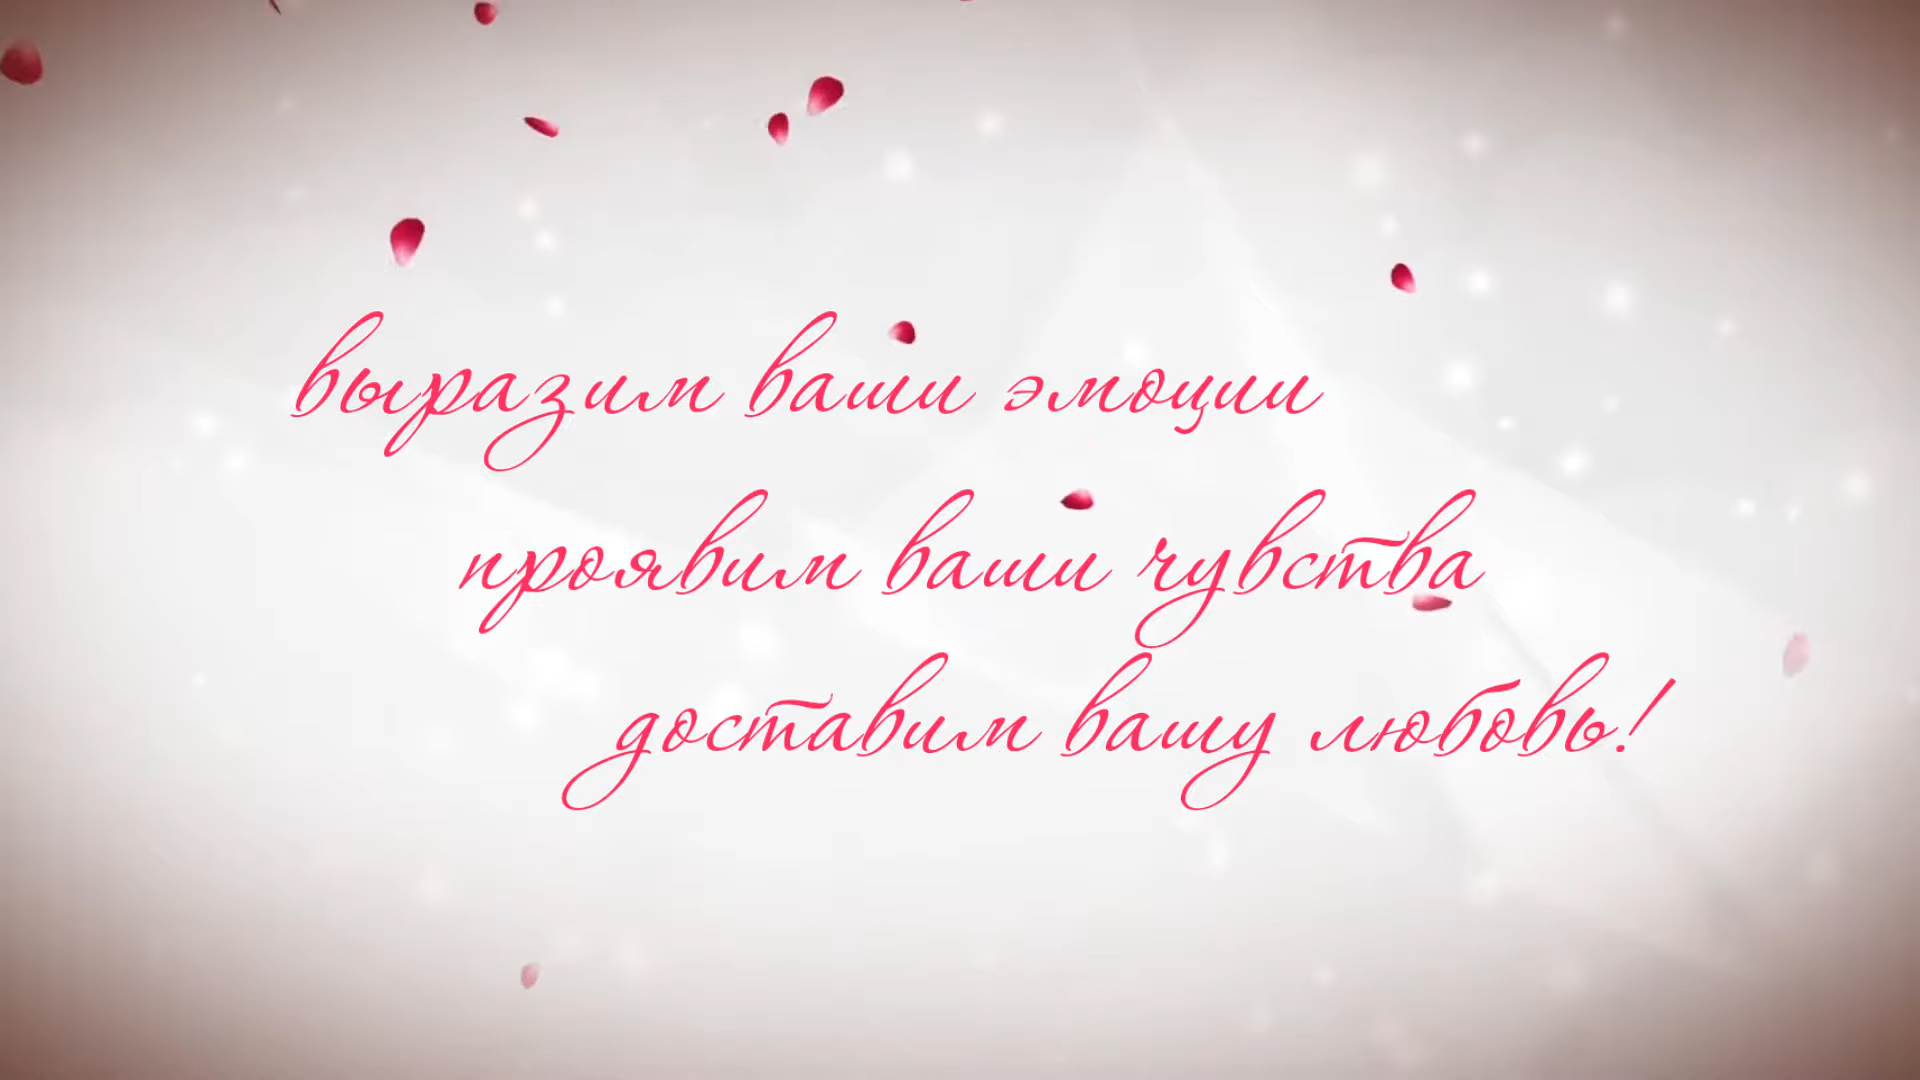 выразим ваши эмоции
проявим ваши чувства
доставим вашу любовь!